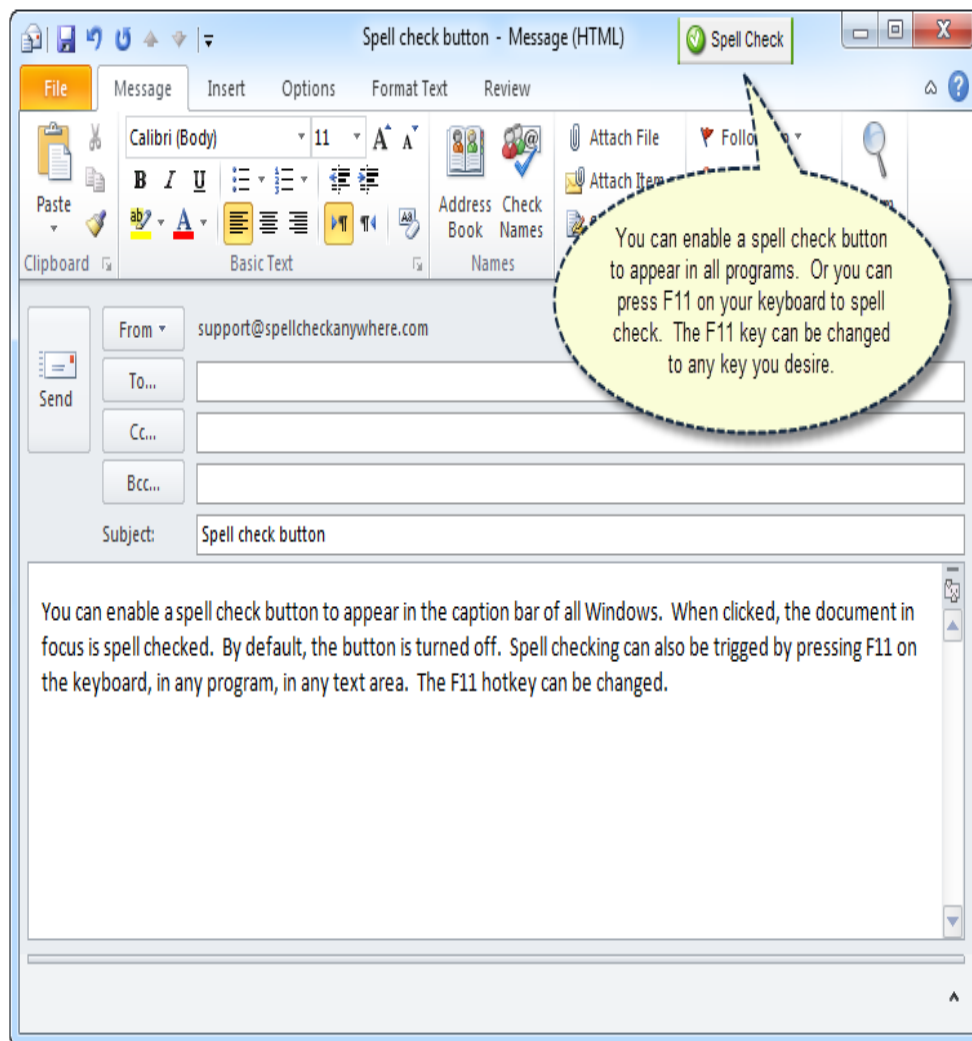 Spell check button - Message (HTML)
Spell Check
File Message Insert Options Format Text Review
Calibri (Body) 11
Attach File
Attach Item
Paste
B I U
Address Book
Check Names
Clipboard
Basic Text
Names
You can enable a spell check button
to appear in all programs. Or you can
press F11 on your keyboard to spell
check. The F11 key can be changed
to any key you desire.
From support@spellcheckanywhere.com
Send
To...
Cc...
Bcc...
Subject: Spell check button
You can enable a spell check button to appear in the caption bar of all Windows. When clicked, the document in
focus is spell checked. By default, the button is turned off. Spell checking can also be trigged by pressing F11 on
the keyboard, in any program, in any text area. The F11 hotkey can be changed.